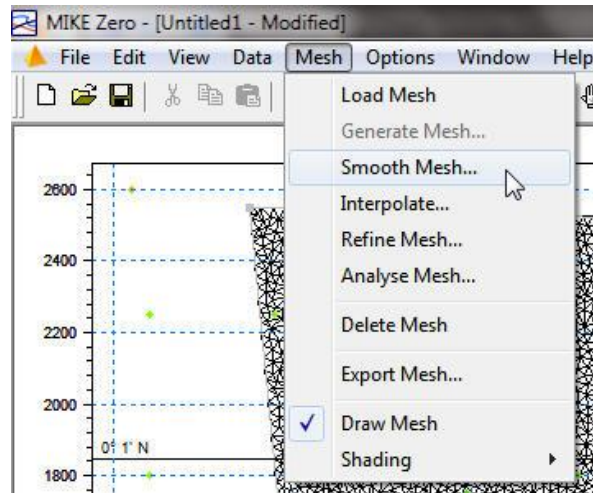 MIKE Zero - [Untitled1 - Modified]
File Edit View Data Mesh Options Window Help
Load Mesh
Generate Mesh...
Smooth Mesh...
Interpolate...
Refine Mesh...
Analyse Mesh...
Delete Mesh
Export Mesh...
Draw Mesh
Shading
2600
2400
2200
2000
0° 1' N
1800